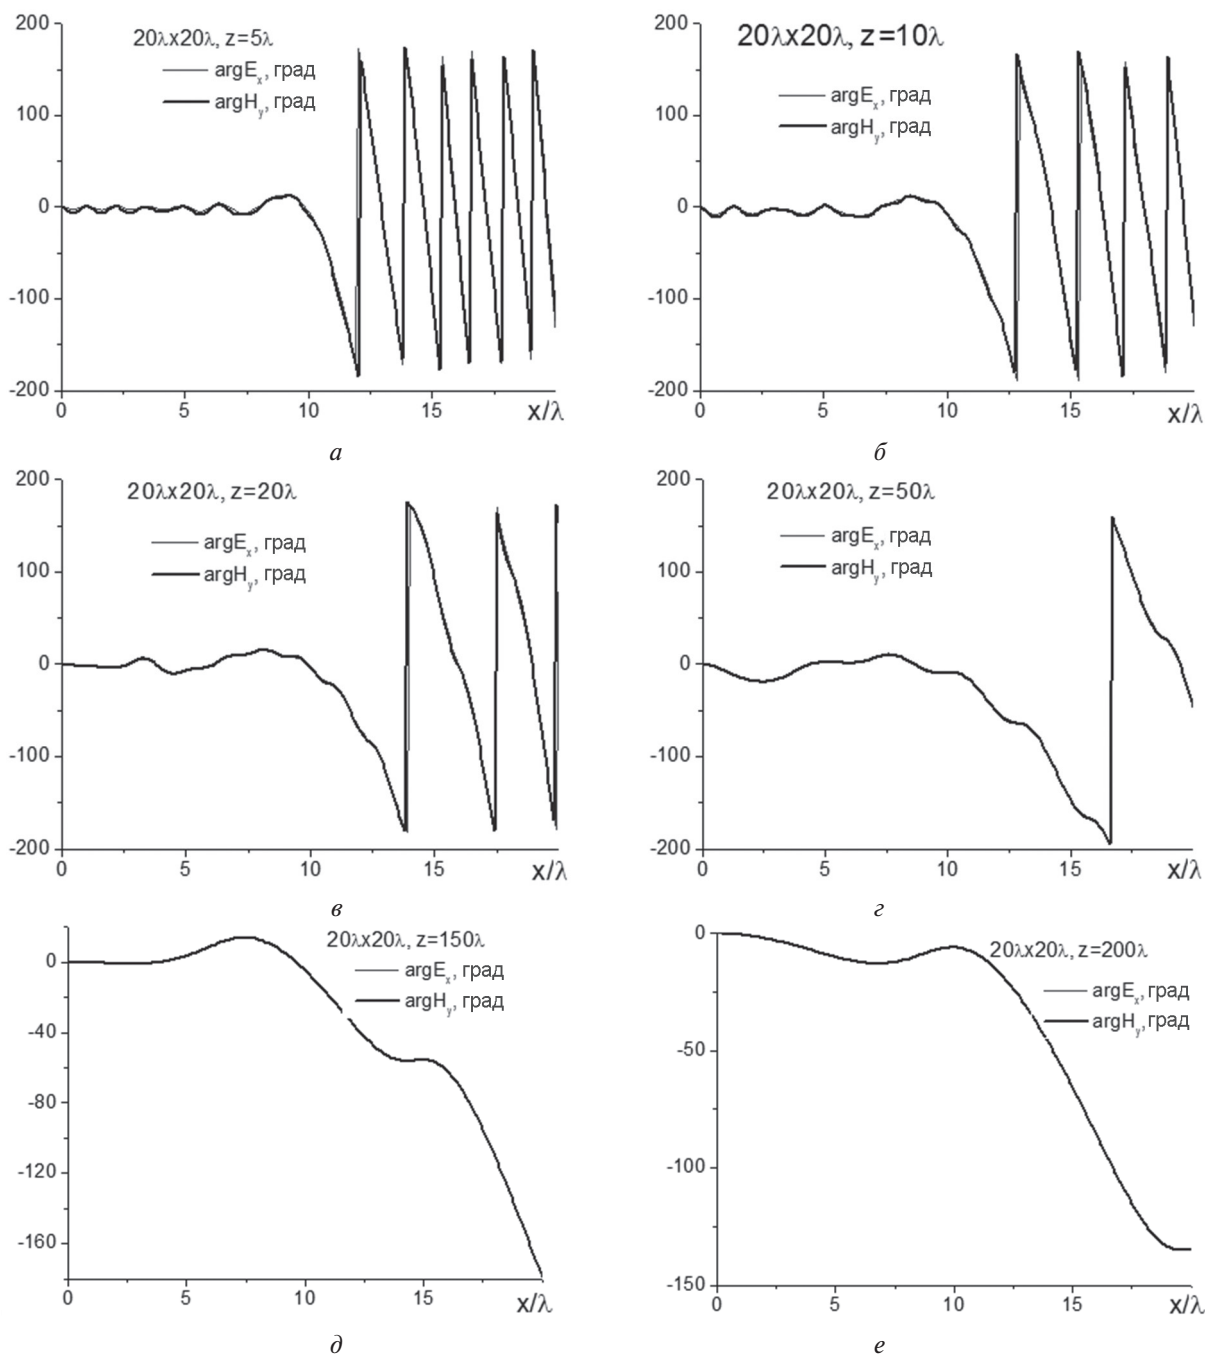 200
100
0
-100
-200
20λx20λ, z=5λ
argEx, град
argHy, град
0 5 10 15 x/λ
а
200
100
0
-100
-200
20λx20λ, z=10λ
argEx, град
argHy, град
0 5 10 15 x/λ
б
200
100
0
-100
-200
20λx20λ, z=20λ
argEx, град
argHy, град
0 5 10 15 x/λ
в
200
100
0
-100
-200
20λx20λ, z=50λ
argEx, град
argHy, град
0 5 10 15 x/λ
г
0
-40
-80
-120
-160
20λx20λ, z=150λ
argEx, град
argHy, град
0 5 10 15 x/λ
д
0
-50
-100
-150
20λx20λ, z=200λ
argEx, град
argHy, град
0 5 10 15 x/λ
е